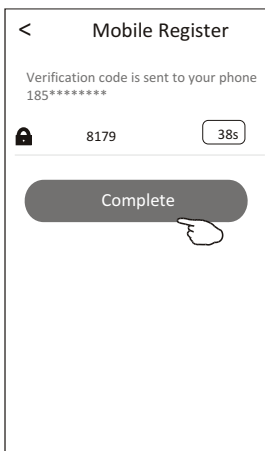 < Mobile Register
Verification code is sent to your phone
185********
8179 38s
Complete